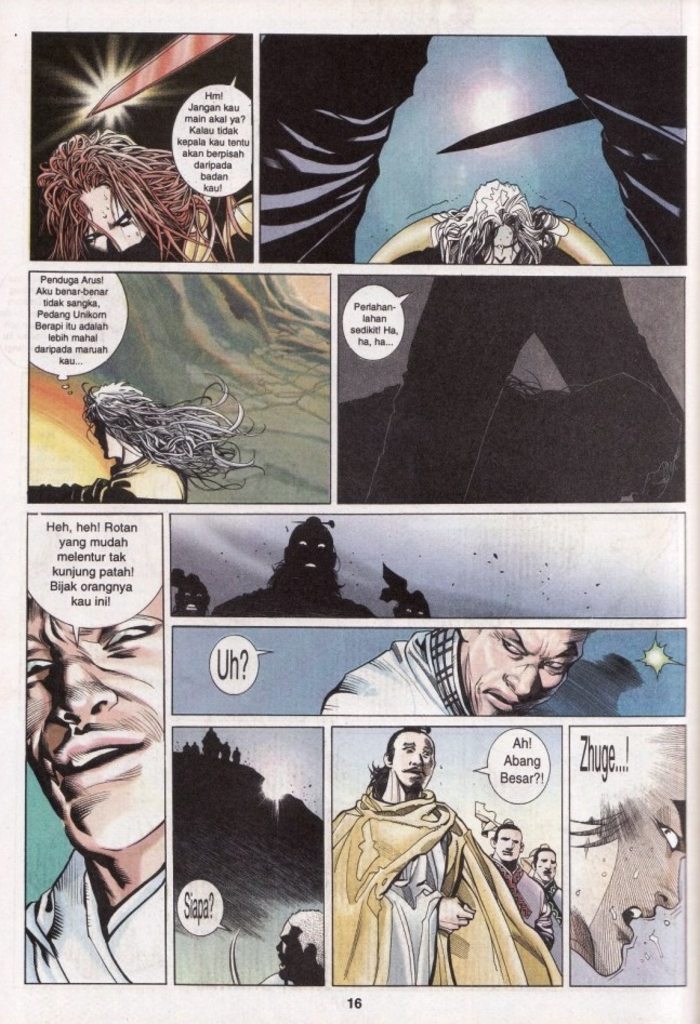 Hm!
Jangan kau
main akal ya?
Kalau tidak
kepala kau tentu
akan berpisah
daripada
badan
kau!
Penduga Arus!
Aku benar-benar
tidak sangka,
Pedang Unikorn
Berapi itu adalah
lebih mahal
daripada maruah
kau...
Perlahan-
lahan
sedikit! Ha,
ha, ha...
Heh, heh! Rotan
yang mudah
melentur tak
kunjung patah!
Bijak orangnya
kau ini!
Uh?
Siapa?
Ah!
Abang
Besar?!
Zhuge...!
16